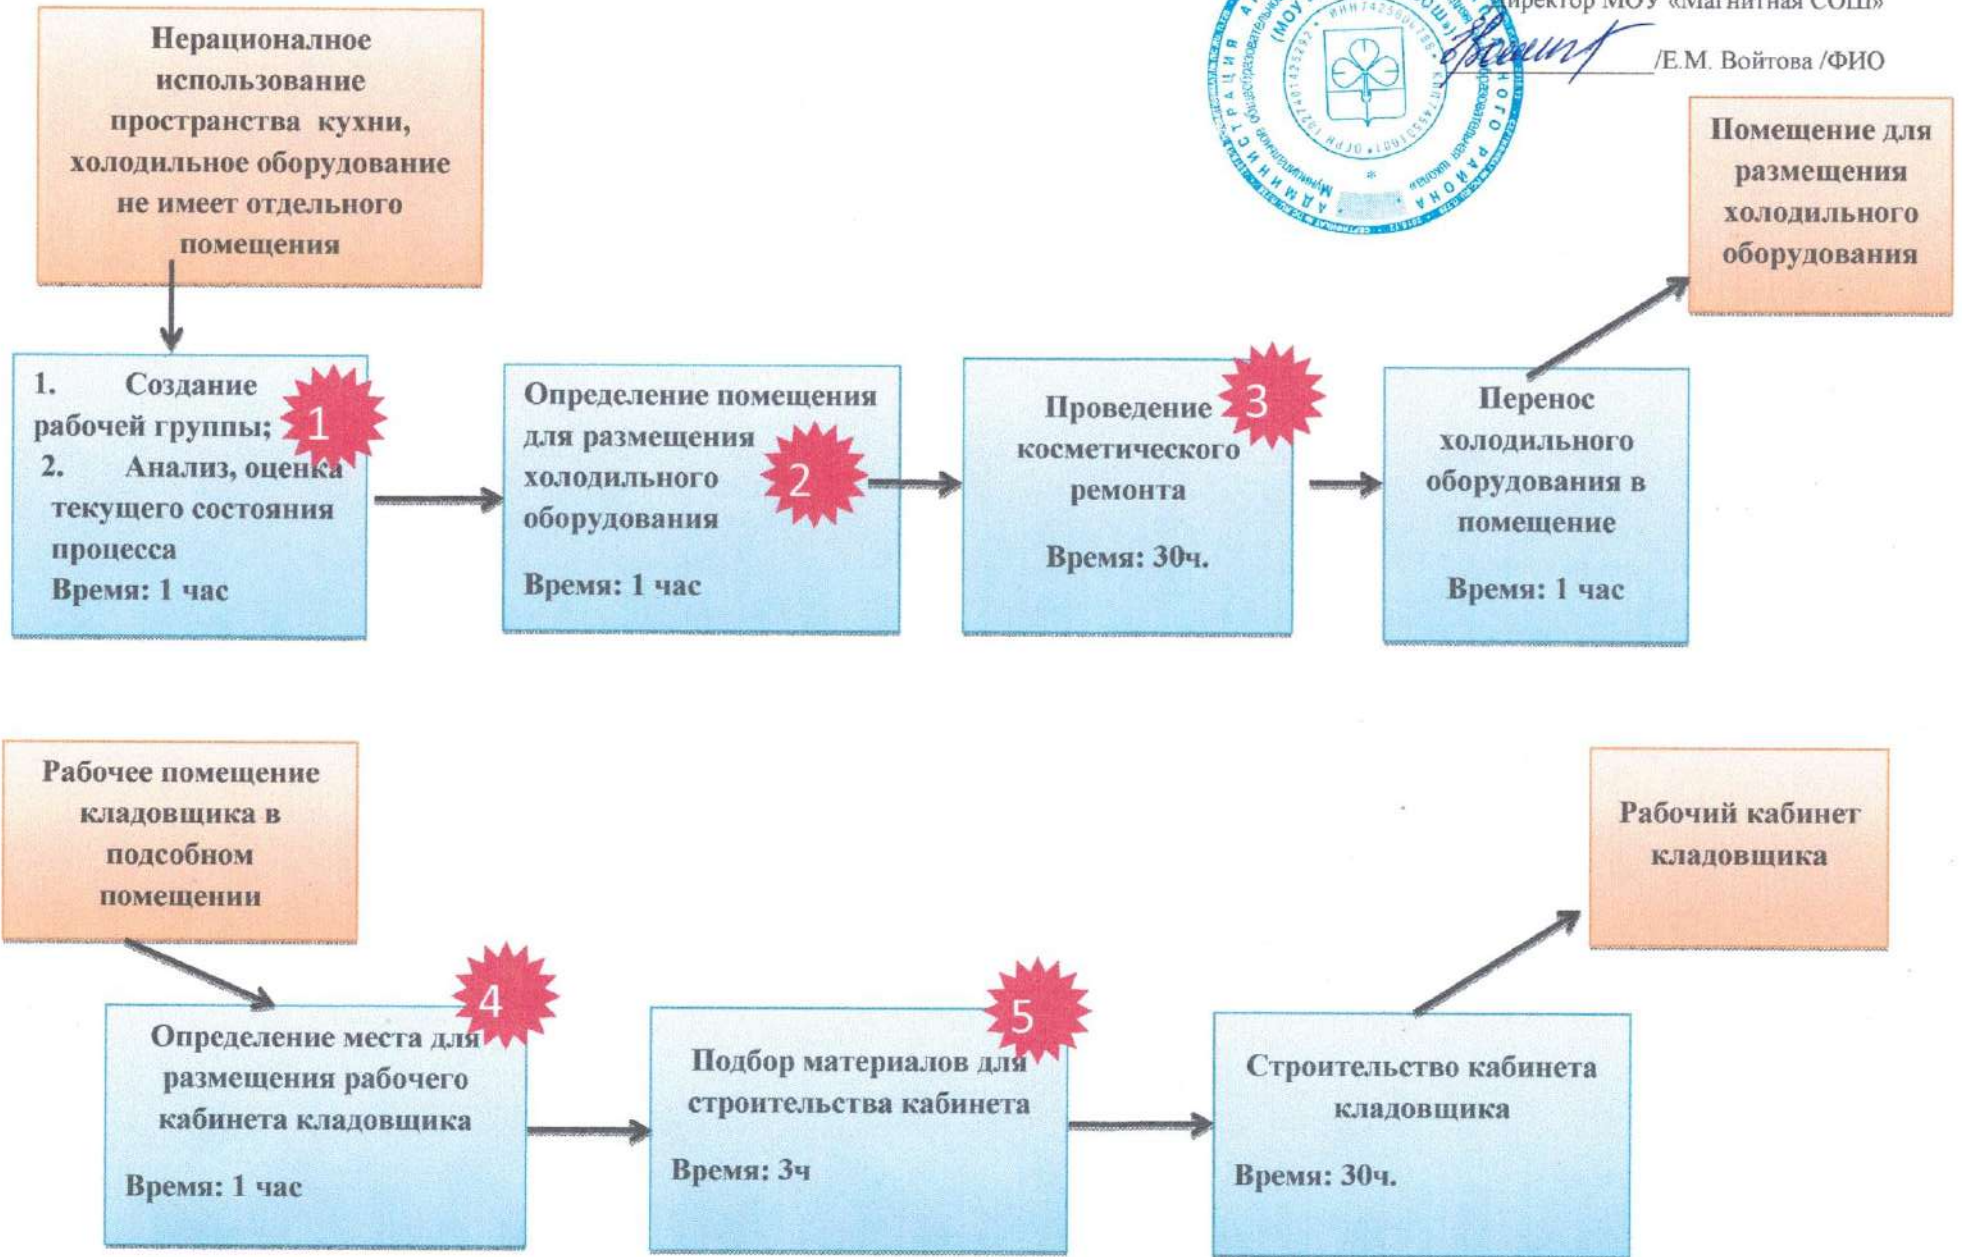 Директор МОУ «Магнитная СОШ»
/Е.М. Войтова /ФИО
Нерационалное
использование
пространства кухни,
холодильное оборудование
не имеет отдельного
помещения
Помещение для
размещения
холодильного
оборудования
1. Создание
рабочей группы;
2. Анализ, оценка
текущего состояния
процесса
Время: 1 час
1
Определение помещения
для размещения
холодильного
оборудования
Время: 1 час
2
Проведение
косметического
ремонта
Время: 30ч.
3
Перенос
холодильного
оборудования в
помещение
Время: 1 час
Рабочее помещение
кладовщика в
подсобном
помещении
Рабочий кабинет
кладовщика
4
Определение места для
размещения рабочего
кабинета кладовщика
Время: 1 час
5
Подбор материалов для
строительства кабинета
Время: 3ч
Строительство кабинета
кладовщика
Время: 30ч.
АДМИНИСТРАЦИЯ
РАЙОНА